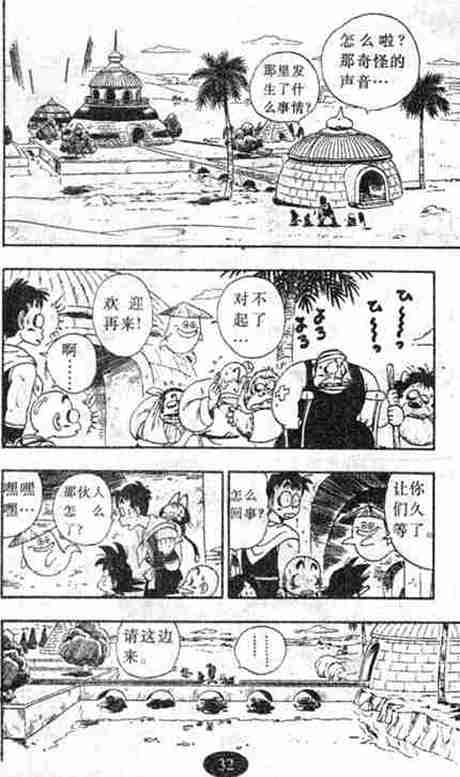 怎么啦?
那奇怪的
声音…
那里发
生了什
么事情?
ひ〜〜っ
ひ〜〜っ
よろ
よろ
对不
起了
…
欢迎
再来!
啊
……
让你
们久
等了。
怎么
回事?
那伙人
怎么
了?
嘿嘿
嘿…
……
请这边
来。
32